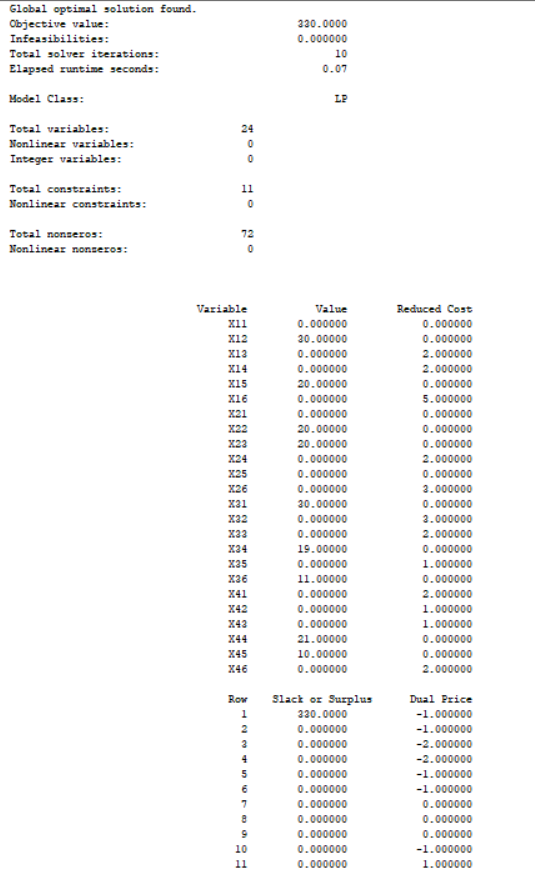 Global optimal solution found.
Objective value: 330.0000
Infeasibilities: 0.000000
Total solver iterations: 10
Elapsed runtime seconds: 0.07
Model Class: LP
Total variables: 24
Nonlinear variables: 0
Integer variables: 0
Total constraints: 11
Nonlinear constraints: 0
Total nonzeros: 72
Nonlinear nonzeros: 0
Variable Value Reduced Cost
X11 0.000000 0.000000
X12 30.00000 0.000000
X13 0.000000 2.000000
X14 0.000000 2.000000
X15 20.00000 0.000000
X16 0.000000 5.000000
X21 0.000000 0.000000
X22 20.00000 0.000000
X23 20.00000 0.000000
X24 0.000000 2.000000
X25 0.000000 0.000000
X26 0.000000 3.000000
X31 30.00000 0.000000
X32 0.000000 3.000000
X33 0.000000 2.000000
X34 19.00000 0.000000
X35 0.000000 1.000000
X36 11.00000 0.000000
X41 0.000000 2.000000
X42 0.000000 1.000000
X43 0.000000 1.000000
X44 21.00000 0.000000
X45 10.00000 0.000000
X46 0.000000 2.000000
Row Slack or Surplus Dual Price
1 330.0000 -1.000000
2 0.000000 -1.000000
3 0.000000 -2.000000
4 0.000000 -2.000000
5 0.000000 -1.000000
6 0.000000 -1.000000
7 0.000000 0.000000
8 0.000000 0.000000
9 0.000000 0.000000
10 0.000000 -1.000000
11 0.000000 1.000000